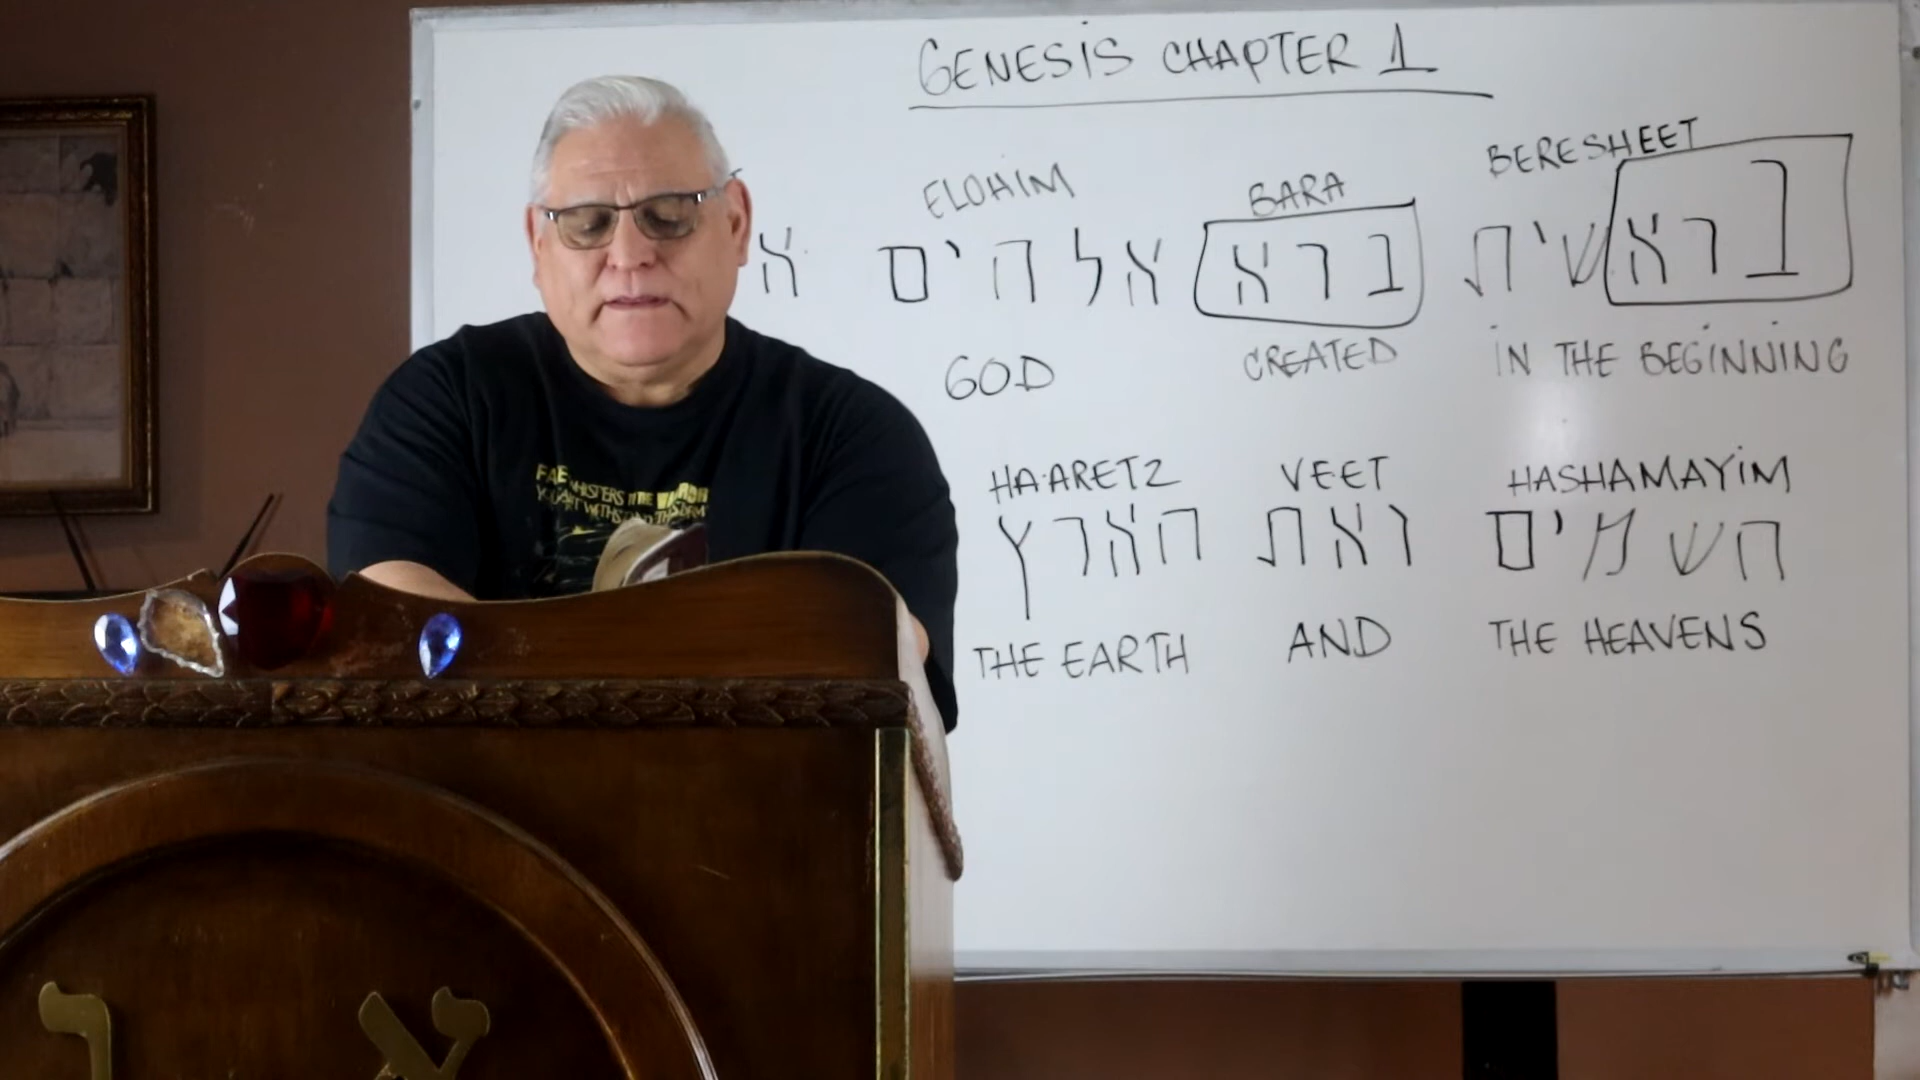 GENESIS CHAPTER 1
BERESHEET BARA ELOHIM
בראשית ברא אלהים א
IN THE BEGINNING CREATED GOD
HASHAMAYIM VEET HA·ARETZ
השמים ואת הארץ
THE HEAVENS AND THE EARTH